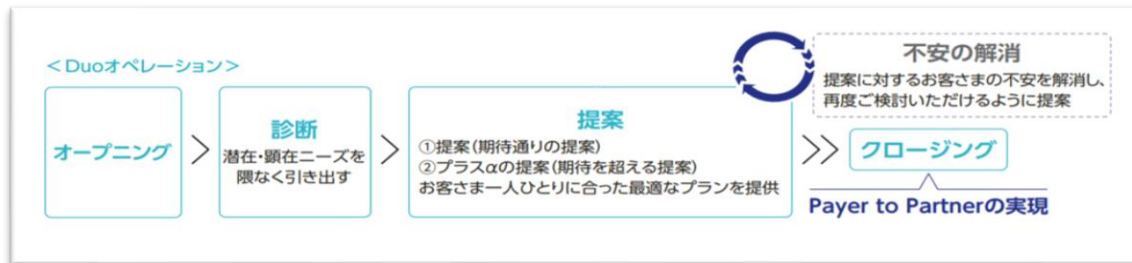 <Duoオペレーション>
オープニング
診断
潜在・顕在ニーズを
隈なく引き出す
提案
①提案(期待通りの提案)
②プラスαの提案(期待を超える提案)
お客さま一人ひとりに合った最適なプランを提供
不安の解消
提案に対するお客さまの不安を解消し、
再度ご検討いただけるように提案
クロージング
Payer to Partnerの実現